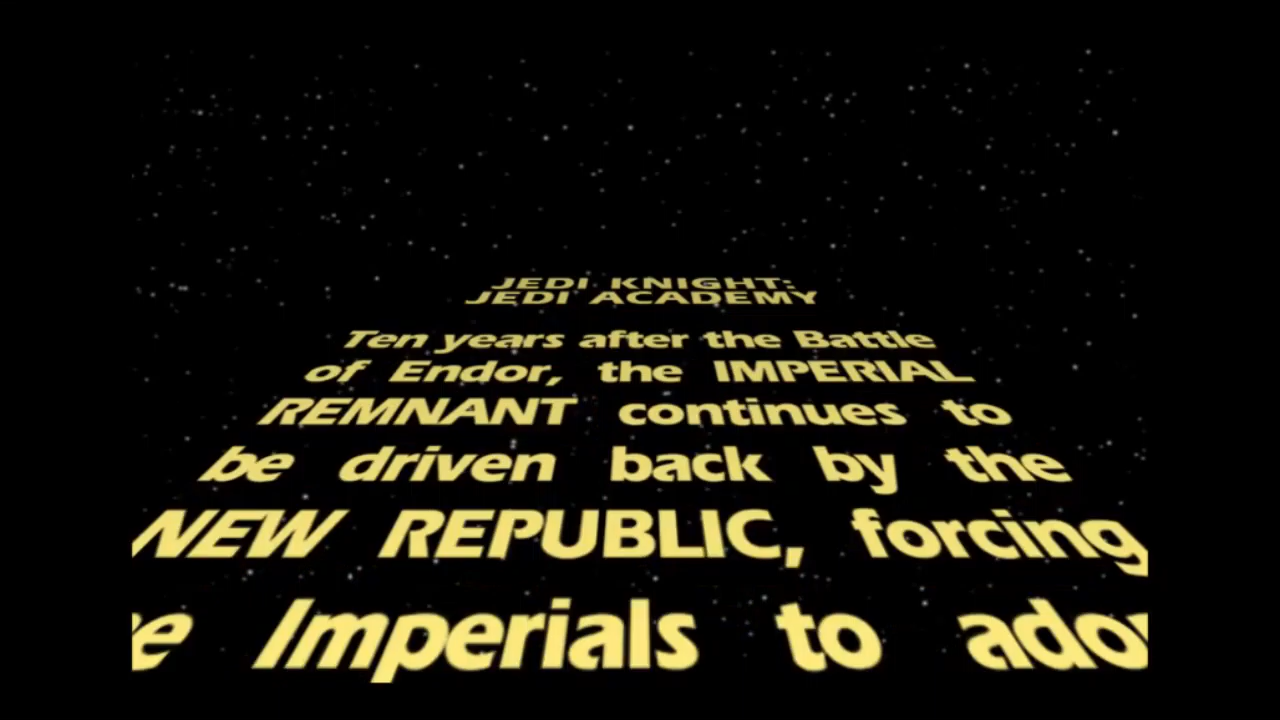 JEDI KNIGHT:
JEDI ACADEMY
Ten years after the Battle
of Endor, the IMPERIAL
REMNANT continues to
be driven back by the
NEW REPUBLIC, forcing
Imperials to